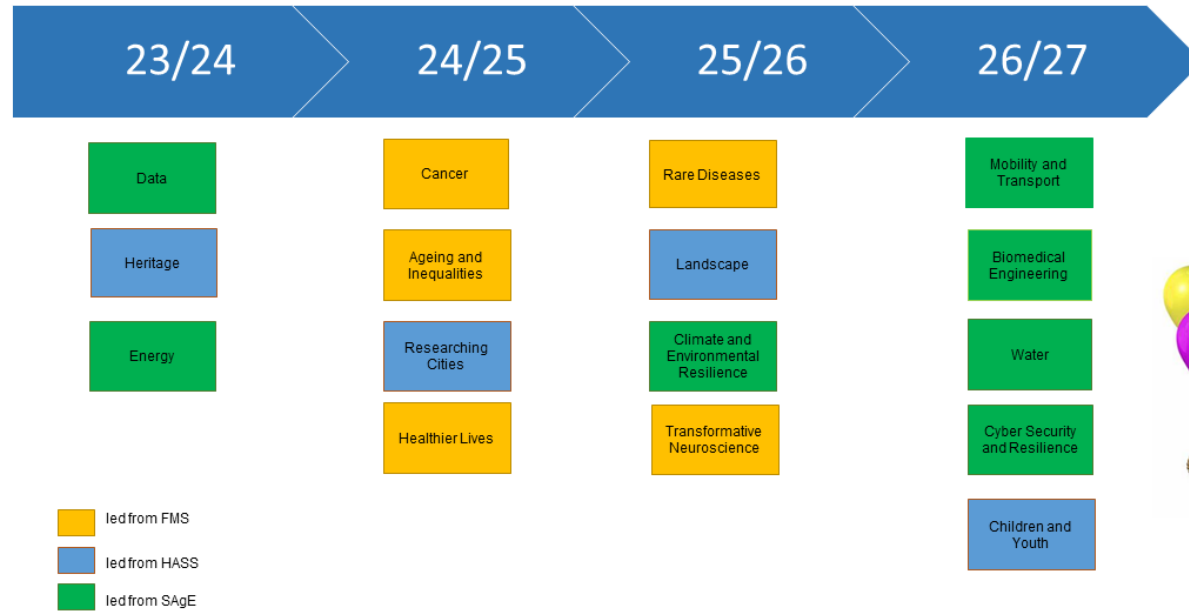 23/24
24/25
25/26
26/27
Data
Cancer
Rare Diseases
Mobility and
Transport
Heritage
Ageing and
Inequalities
Landscape
Biomedical
Engineering
Energy
Researching
Cities
Climate and
Environmental
Resilience
Water
Healthier Lives
Transformative
Neuroscience
Cyber Security
and Resilience
Children and
Youth
led from FMS
led from HASS
led from SAgE